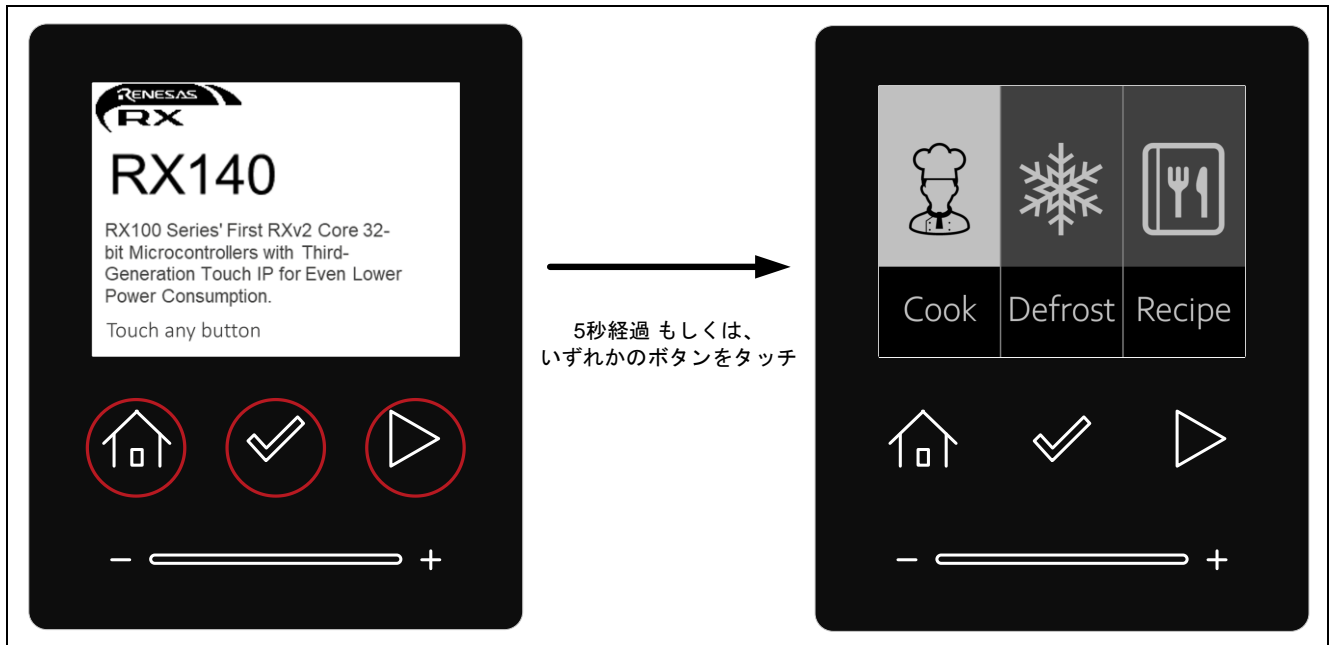 RENESAS
RX
RX140
RX100 Series' First RXv2 Core 32-
bit Microcontrollers with Third-
Generation Touch IP for Even Lower
Power Consumption.
Touch any button
− +
5秒経過 もしくは、
いずれかのボタンをタッチ
Cook Defrost Recipe
− +